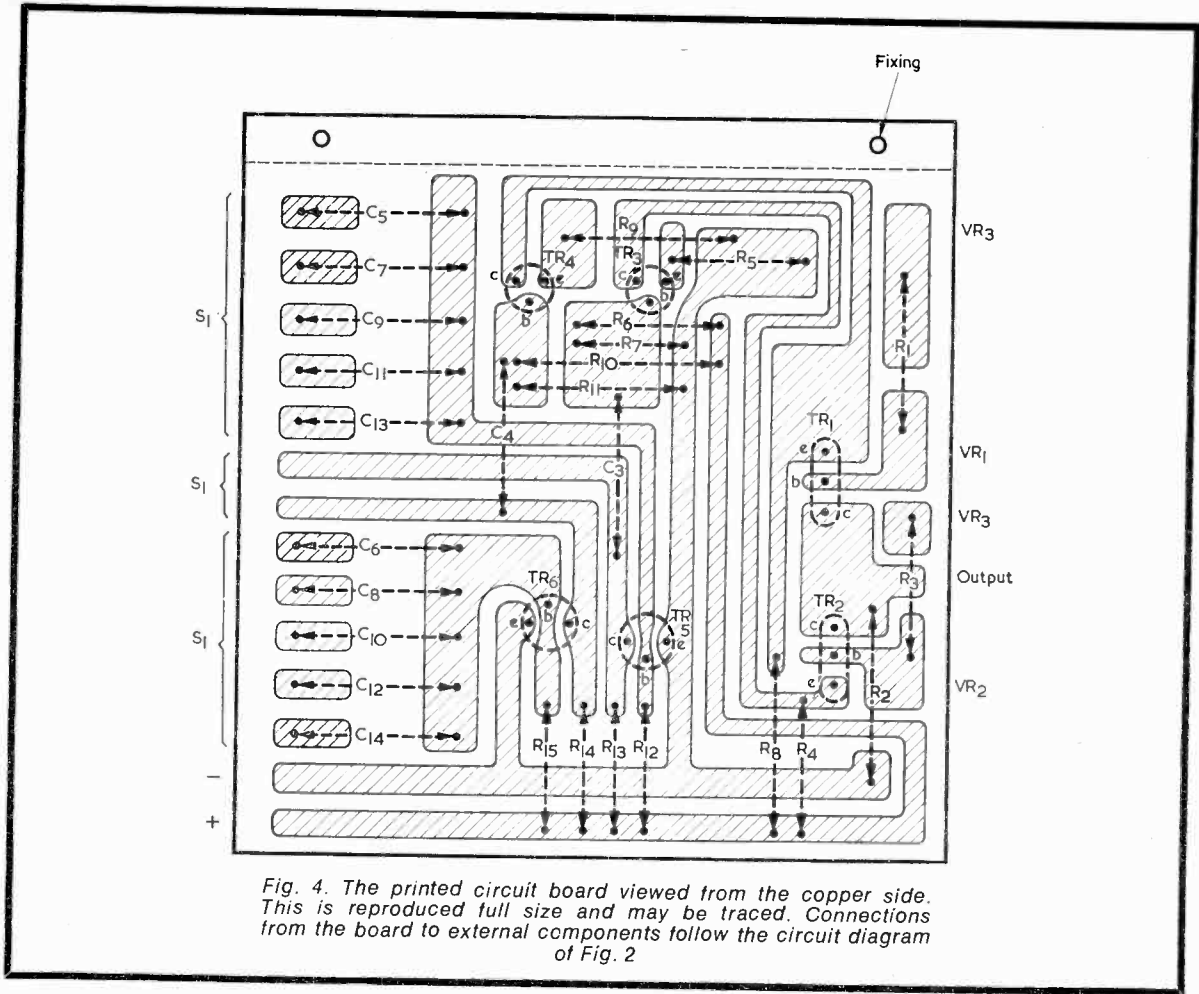 Fixing
C5
VR3
R9
C7
TR4
TR3
R5
c
e
c
e
b
b
S1
C9
R6
R7
R1
C11
R10
R11
C13
C4
TR1
e
VR1
C3
S1
b
c
VR3
C6
R3
Output
C8
TR6
b
TR5
TR2
c
S1
C10
e
c
c
e
b
b
C12
e
R2
VR2
C14
R15
R14
R13
R12
R8
R4
−
+
Fig. 4. The printed circuit board viewed from the copper side.
This is reproduced full size and may be traced. Connections
from the board to external components follow the circuit diagram
of Fig. 2